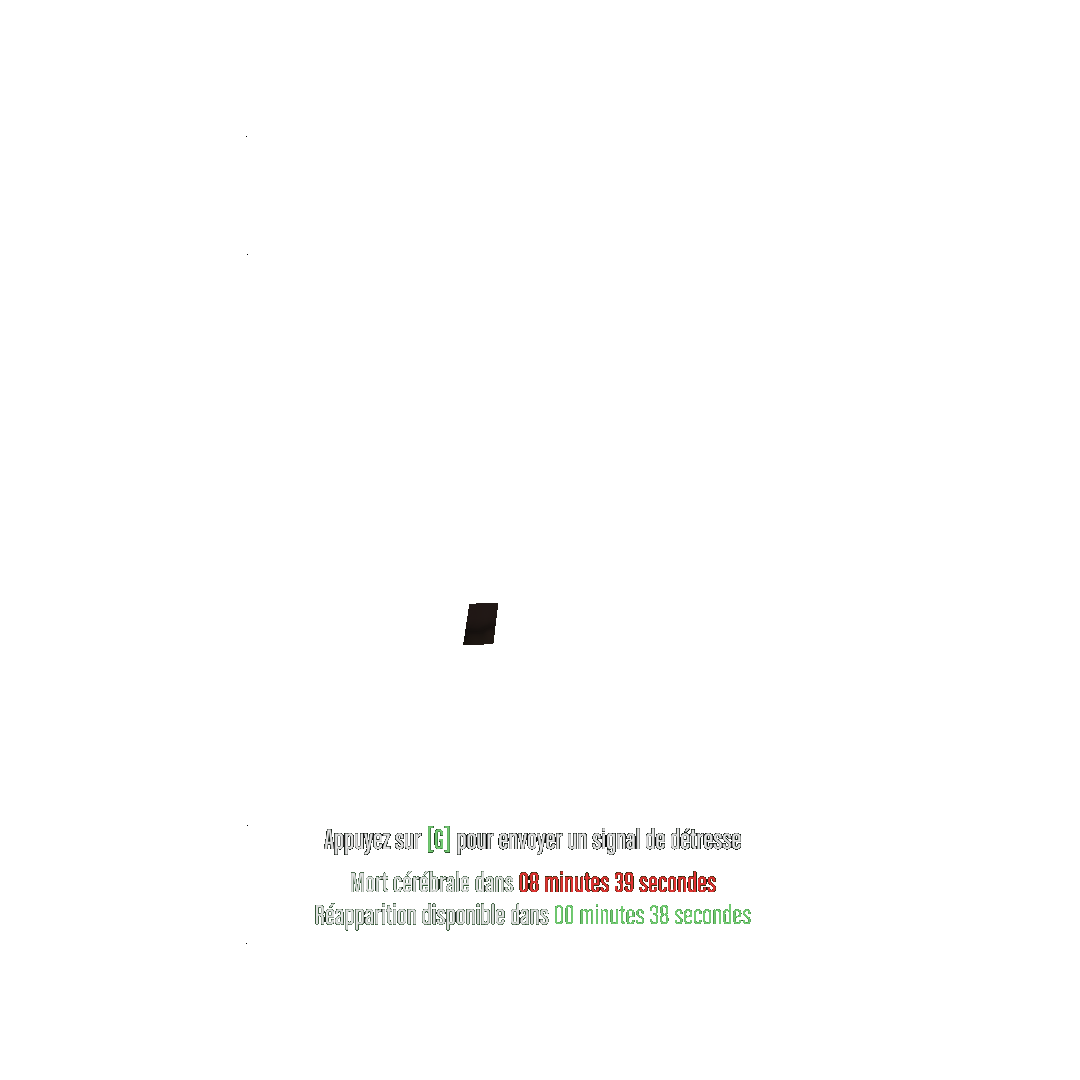 Appuyez sur [G] pour envoyer un signal de détresse
Mort cérébrale dans 08 minutes 39 secondes
Réapparition disponible dans 00 minutes 38 secondes